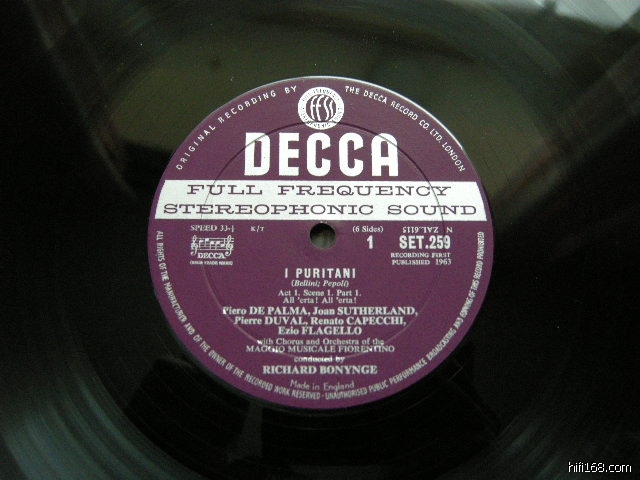 ORIGINAL RECORDING BY THE DECCA RECORD CO. LTD. LONDON
ffss
DECCA
FULL FREQUENCY
STEREOPHONIC SOUND
SPEED 33⅓ K/T (6 Sides) ZAL.6115 N
DECCA 1 SET.259
RECORDING FIRST
PUBLISHED 1963
I PURITANI
(Bellini; Pepoli)
Act 1. Scene 1. Part 1.
All 'erta! All 'erta!
Piero DE PALMA, Joan SUTHERLAND,
Pierre DUVAL, Renato CAPECCHI,
Ezio FLAGELLO
with Chorus and Orchestra of the
MAGGIO MUSICALE FIORENTINO
conducted by
RICHARD BONYNGE
Made in England
ALL RIGHTS OF THE MANUFACTURER AND OF THE OWNER OF THE RECORDED WORK RESERVED · UNAUTHORISED PUBLIC PERFORMANCE BROADCASTING AND COPYING OF THIS RECORD PROHIBITED
hifi168.com